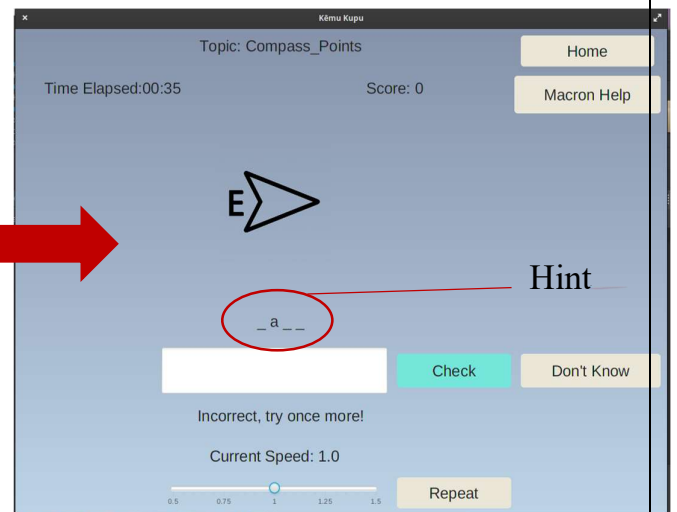 Kēmu Kupu
Topic: Compass_Points
Home
Time Elapsed:00:35
Score: 0
Macron Help
E
Hint
_ a _ _
Check
Don't Know
Incorrect, try once more!
Current Speed: 1.0
0.5 0.75 1 1.25 1.5
Repeat